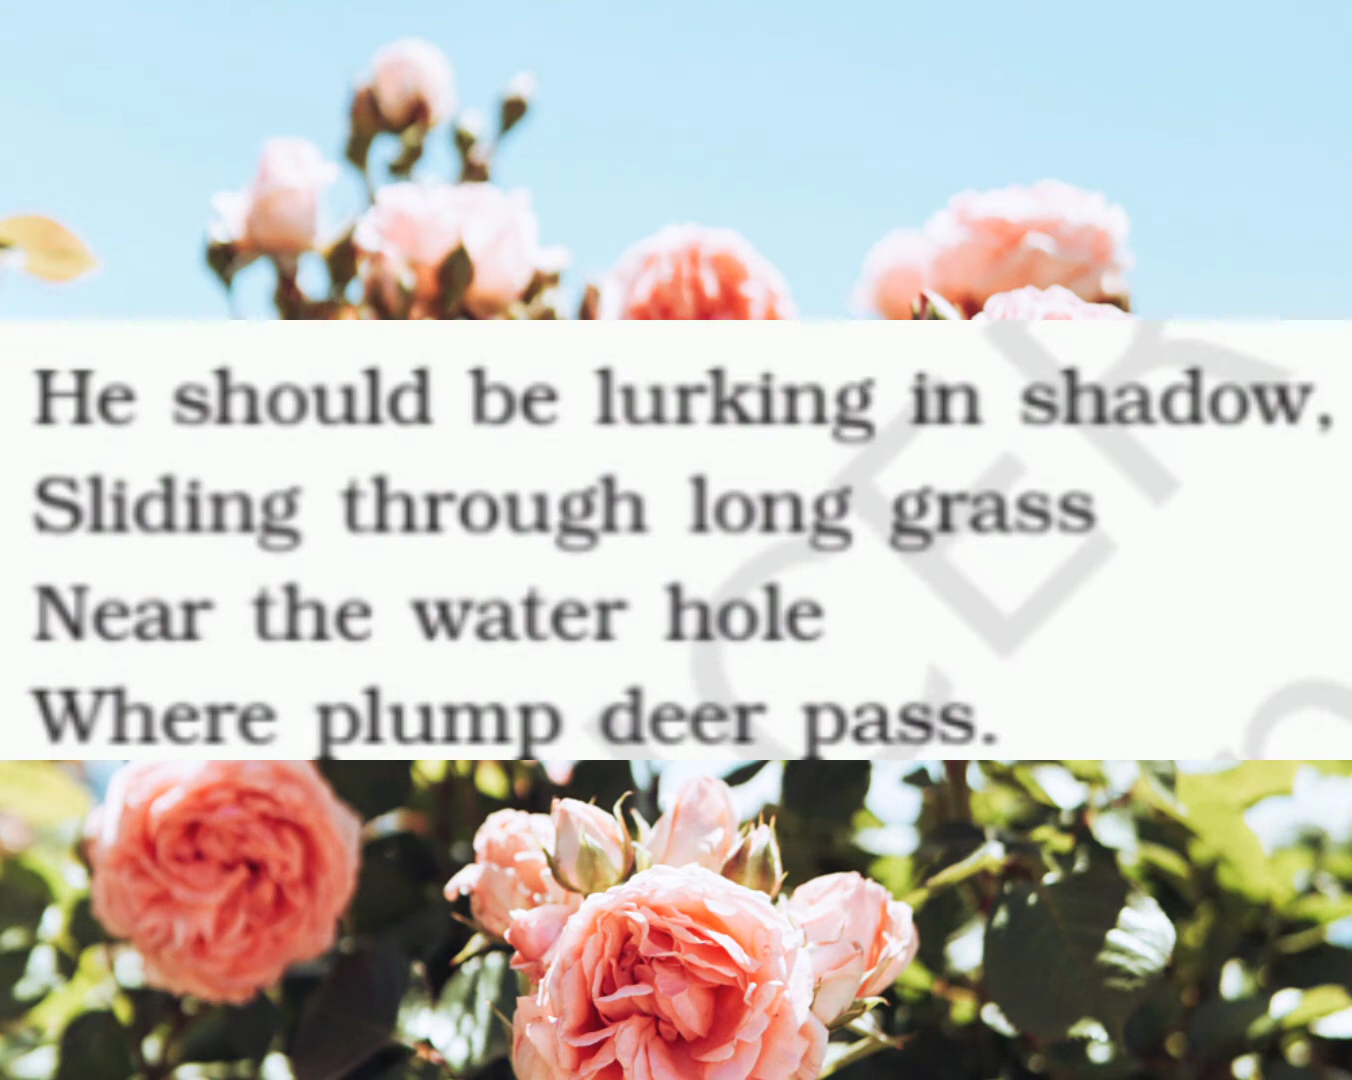 He should be lurking in shadow,
Sliding through long grass
Near the water hole
Where plump deer pass.